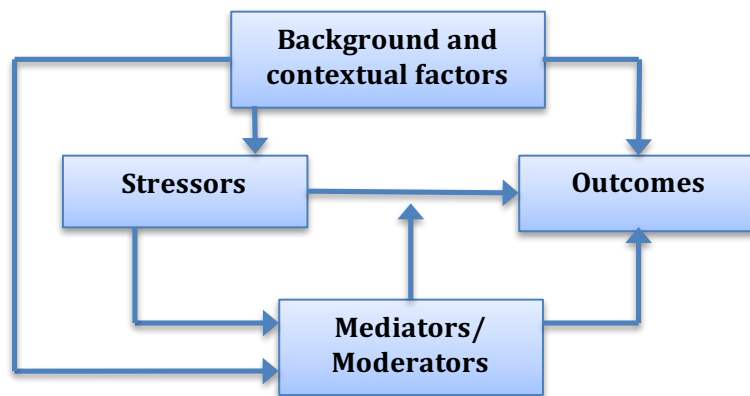 Background and
contextual factors
Stressors
Outcomes
Mediators/
Moderators